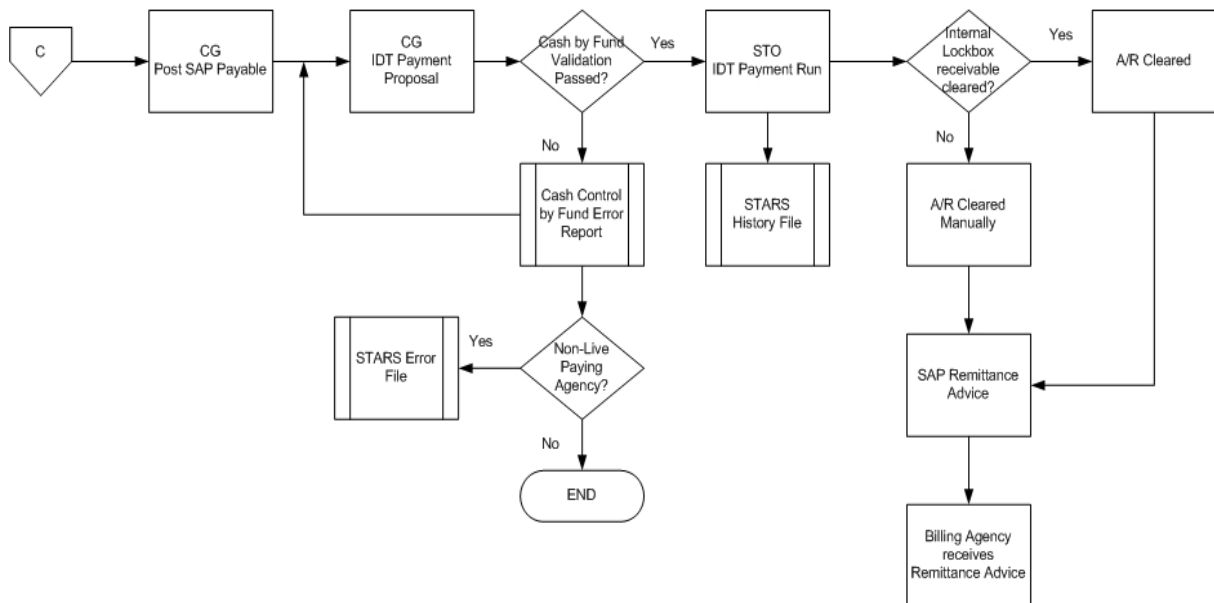 C
CG
Post SAP Payable
CG
IDT Payment
Proposal
Cash by Fund
Validation
Passed?
Yes
STO
IDT Payment Run
Internal
Lockbox
receivable
cleared?
Yes
A/R Cleared
No
No
Cash Control
by Fund Error
Report
STARS
History File
A/R Cleared
Manually
STARS Error
File
Yes
Non-Live
Paying
Agency?
SAP Remittance
Advice
No
END
Billing Agency
receives
Remittance Advice